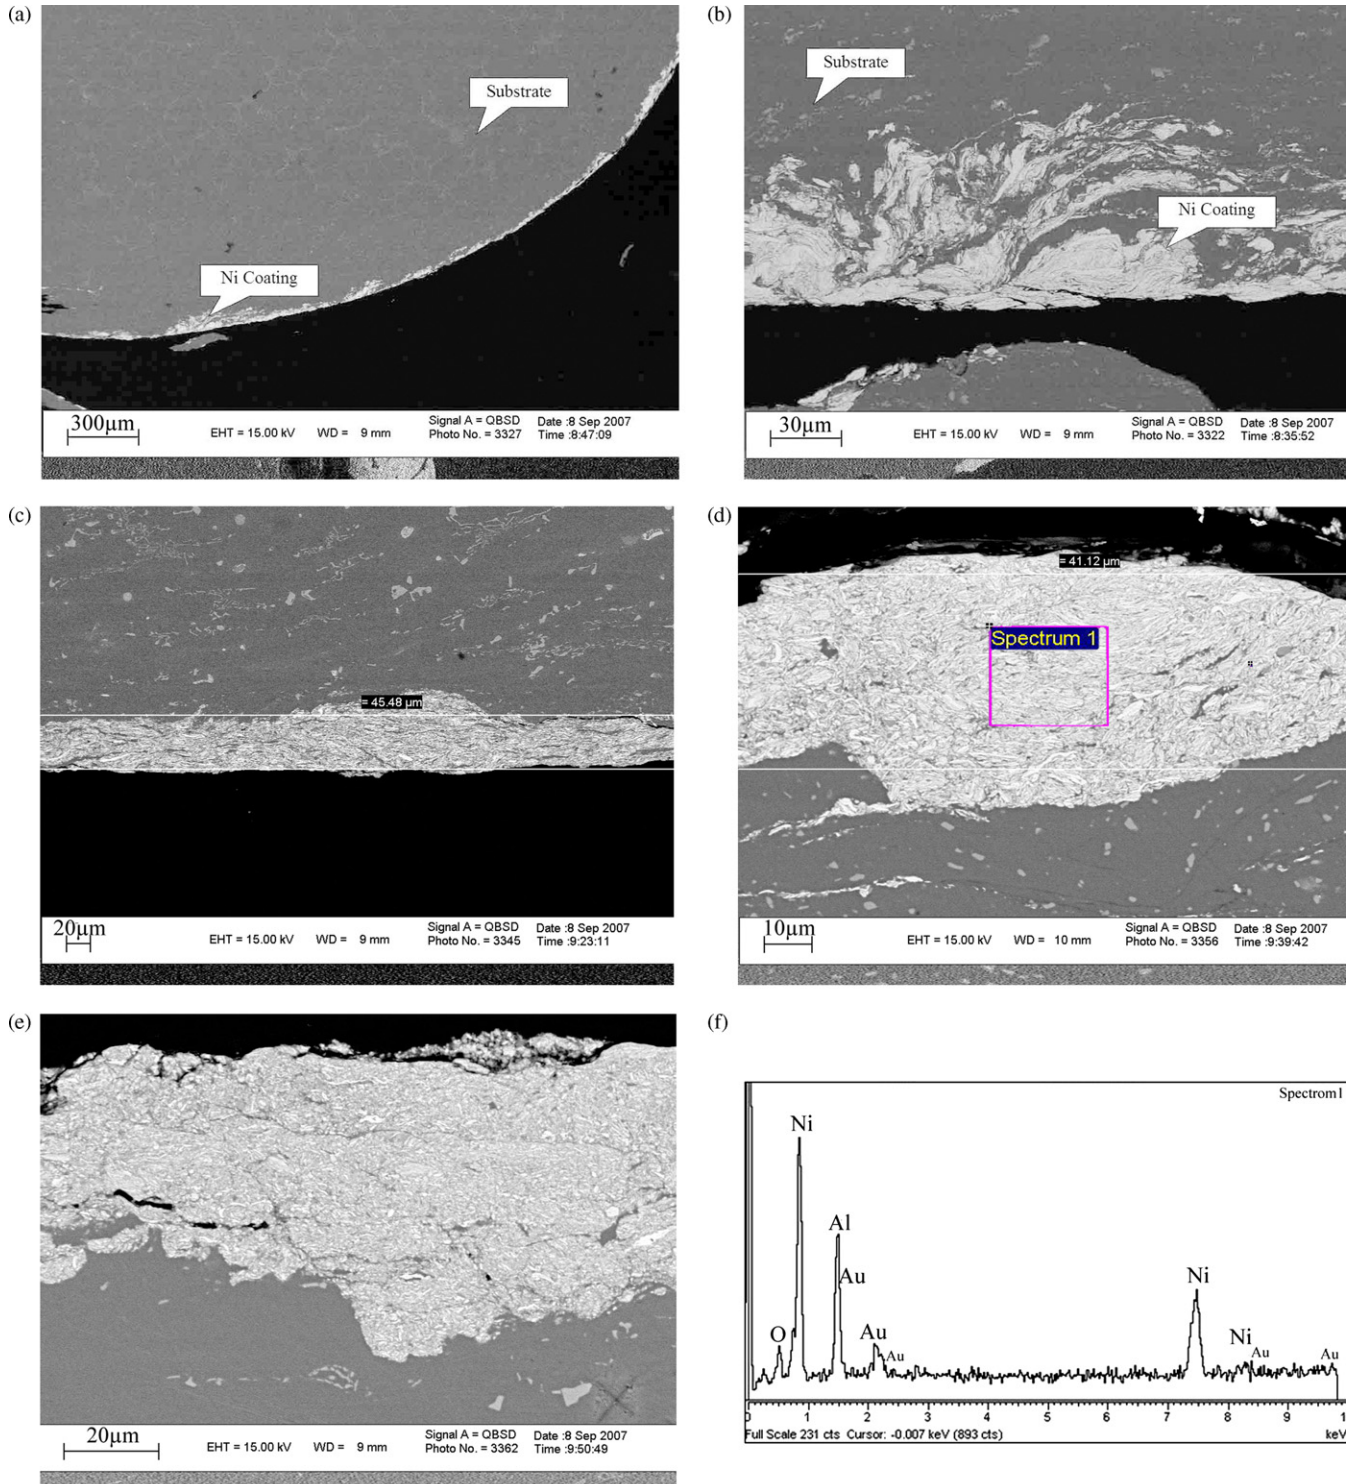 (a)
Substrate
Ni Coating
300µm
EHT = 15.00 kV WD = 9 mm
Signal A = QBSD Date :8 Sep 2007
Photo No. = 3327 Time :8:47:09
(b)
Substrate
Ni Coating
30µm
EHT = 15.00 kV WD = 9 mm
Signal A = QBSD Date :8 Sep 2007
Photo No. = 3322 Time :8:35:52
(c)
= 45.48 µm
20µm
EHT = 15.00 kV WD = 9 mm
Signal A = QBSD Date :8 Sep 2007
Photo No. = 3345 Time :9:23:11
(d)
= 41.12 µm
Spectrum 1
10µm
EHT = 15.00 kV WD = 10 mm
Signal A = QBSD Date :8 Sep 2007
Photo No. = 3356 Time :9:39:42
(e)
20µm
EHT = 15.00 kV WD = 9 mm
Signal A = QBSD Date :8 Sep 2007
Photo No. = 3362 Time :9:50:49
(f)
Spectrom1
Ni
Al
Au
Ni
O
Au
Au
Ni
Au
Au
0 1 2 3 4 5 6 7 8 9 1
Full Scale 231 cts Cursor: -0.007 keV (893 cts)
keV